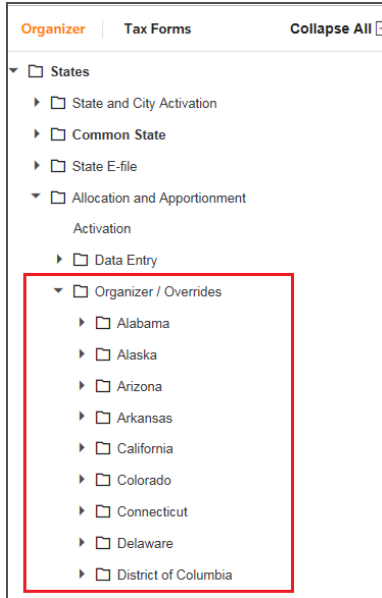 Organizer Tax Forms Collapse All
States
State and City Activation
Common State
State E-file
Allocation and Apportionment
Activation
Data Entry
Organizer / Overrides
Alabama
Alaska
Arizona
Arkansas
California
Colorado
Connecticut
Delaware
District of Columbia